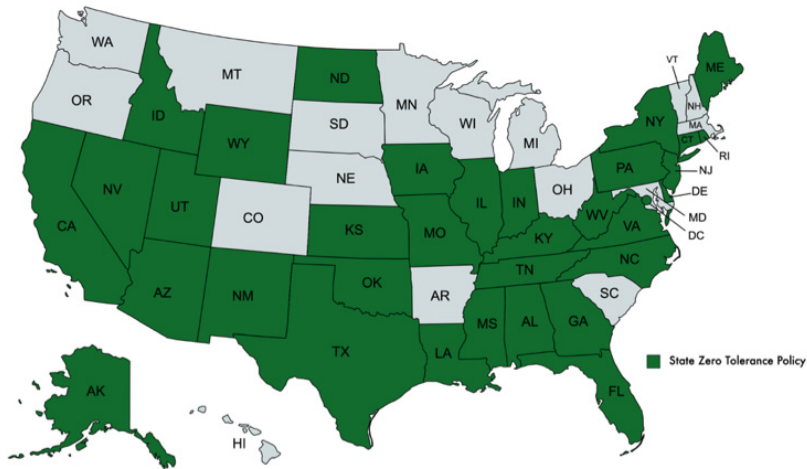 WA
MT
ND
MN
VT
ME
OR
ID
SD
WI
MI
NH
NY
MA
CT
RI
WY
NE
IA
PA
NJ
NV
UT
CO
IL
IN
OH
DE
MD
DC
CA
KS
MO
KY
WV
VA
AZ
NM
OK
AR
TN
NC
SC
TX
LA
MS
AL
GA
State Zero Tolerance Policy
AK
FL
HI